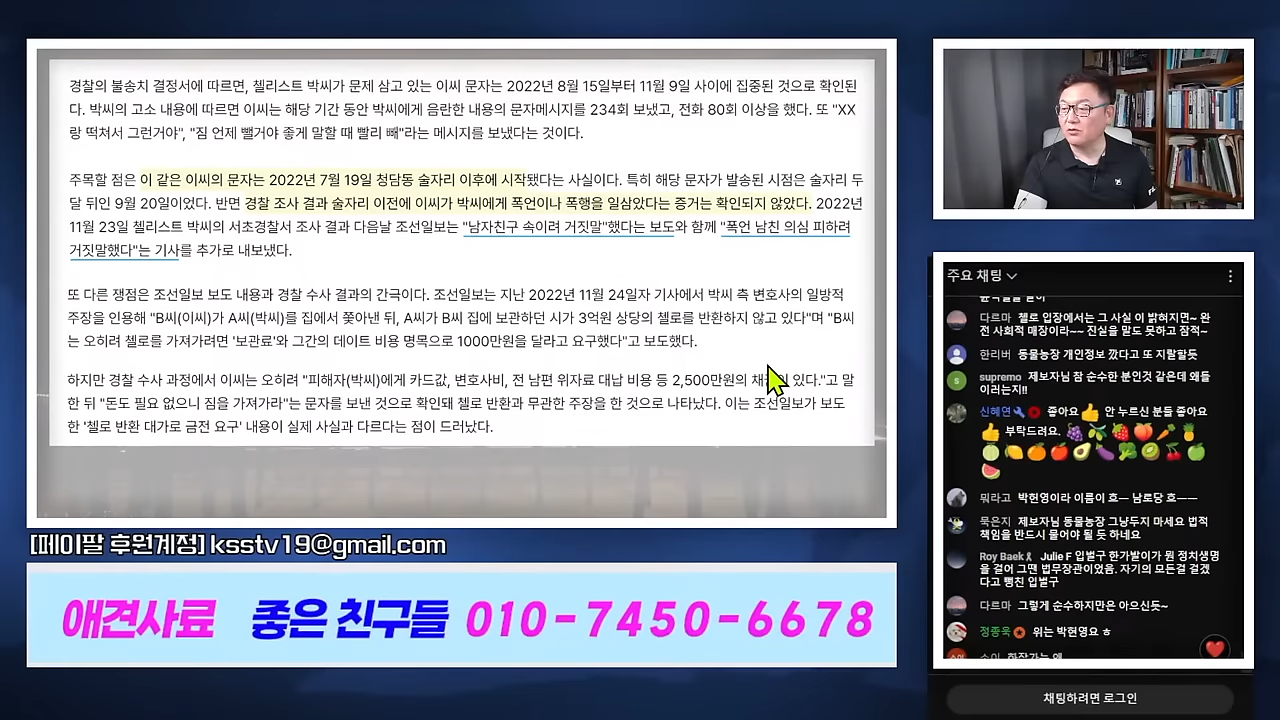 경찰의 불송치 결정서에 따르면, 첼리스트 박씨가 문제 삼고 있는 이씨 문자는 2022년 8월 15일부터 11월 9일 사이에 집중된 것으로 확인된
다. 박씨의 고소 내용에 따르면 이씨는 해당 기간 동안 박씨에게 음란한 내용의 문자메시지를 234회 보냈고, 전화 80회 이상을 했다. 또 "XX
랑 떡쳐서 그런거야", "짐 언제 뺄거야 좋게 말할 때 빨리 빼"라는 메시지를 보냈다는 것이다.
주목할 점은 이 같은 이씨의 문자는 2022년 7월 19일 청담동 술자리 이후에 시작됐다는 사실이다. 특히 해당 문자가 발송된 시점은 술자리 두
달 뒤인 9월 20일이었다. 반면 경찰 조사 결과 술자리 이전에 이씨가 박씨에게 폭언이나 폭행을 일삼았다는 증거는 확인되지 않았다. 2022년
11월 23일 첼리스트 박씨의 서초경찰서 조사 결과 다음날 조선일보는 "남자친구 속이려 거짓말"했다는 보도와 함께 "폭언 남친 의심 피하려
거짓말했다"는 기사를 추가로 내보냈다.
또 다른 쟁점은 조선일보 보도 내용과 경찰 수사 결과의 간극이다. 조선일보는 지난 2022년 11월 24일자 기사에서 박씨 측 변호사의 일방적
주장을 인용해 "B씨(이씨)가 A씨(박씨)를 집에서 쫓아낸 뒤, A씨가 B씨 집에 보관하던 시가 3억원 상당의 첼로를 반환하지 않고 있다"며 "B씨
는 오히려 첼로를 가져가려면 '보관료'와 그간의 데이트 비용 명목으로 1000만원을 달라고 요구했다"고 보도했다.
하지만 경찰 수사 과정에서 이씨는 오히려 "피해자(박씨)에게 카드값, 변호사비, 전 남편 위자료 대납 비용 등 2,500만원의 채 있다."고 말
한 뒤 "돈도 필요 없으니 짐을 가져가라"는 문자를 보낸 것으로 확인돼 첼로 반환과 무관한 주장을 한 것으로 나타났다. 이는 조선일보가 보도
한 '첼로 반환 대가로 금전 요구' 내용이 실제 사실과 다르다는 점이 드러났다.
[페이팔 후원계정] ksstv19@gmail.com
애견사료 좋은 친구들 010-7450-6678
주요 채팅
다르마 첼로 입장에서는 그 사실 이 밝혀지면~ 완
전 사회적 매장이라~~ 진실을 말도 못하고 잠적~
한리버 동물농장 개인정보 깠다고 또 지랄할듯
supremo 제보자님 참 순수한 분인것 같은데 왜들
이러는지!!
신혜연 좋아요👍 안 누르신 분들 좋아요
👍 부탁드려요. 🍇🫒🍓🍑🥕🍍
🍈🍋🍊🍎🥑🍆🥦🥝🍒🍏
🍉
뭐라고 박헌영이라 이름이 흐ㅡ 남로당 흐ㅡㅡ
묵은지 제보자님 동물농장 그냥두지 마세요 법적
책임을 반드시 물어야 될 듯 하네요
Roy Baek🎗 Julie F 입벌구 한가발이가 뭔 정치생명
을 걸어 그땐 법무장관이었음. 자기의 모든걸 걸겠
다고 뻥친 입벌구
다르마 그렇게 순수하지만은 아으신듯~
정종욱 위는 박현영요 ㅎ
채팅하려면 로그인